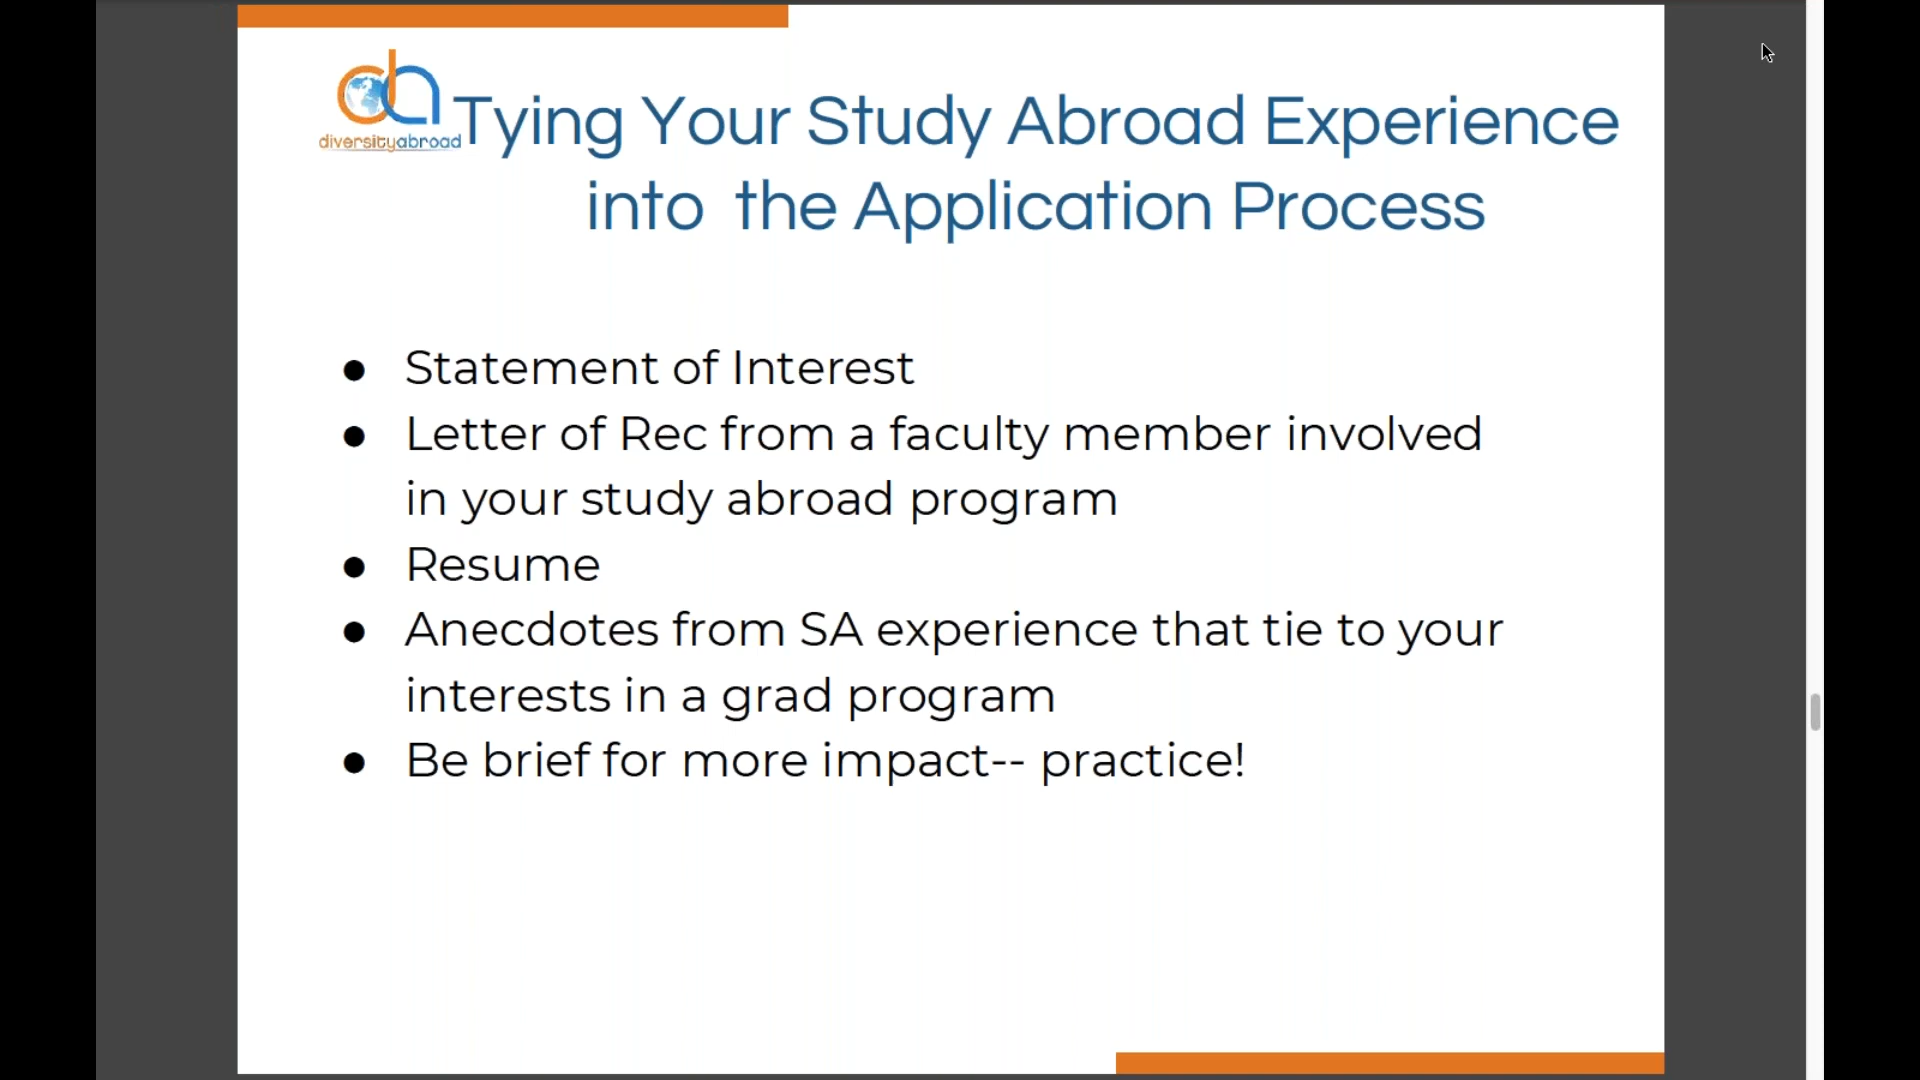 diversityabroad
Tying Your Study Abroad Experience
into the Application Process
● Statement of Interest
● Letter of Rec from a faculty member involved
in your study abroad program
● Resume
● Anecdotes from SA experience that tie to your
interests in a grad program
● Be brief for more impact-- practice!